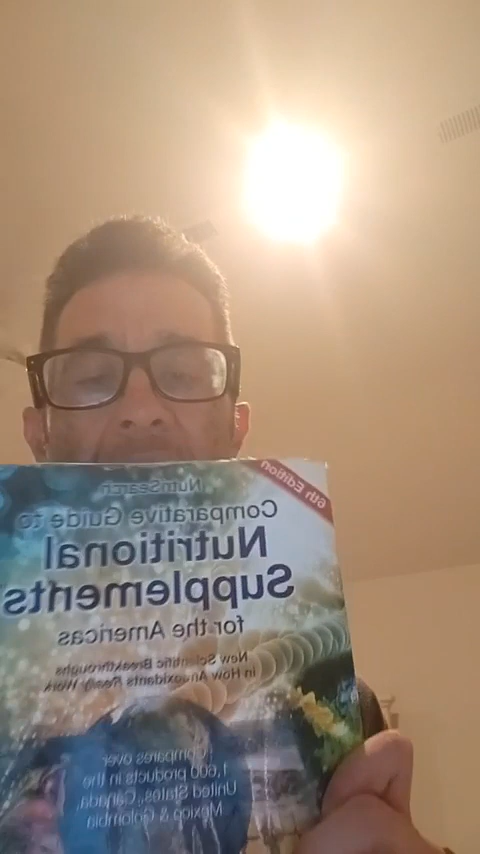 NutriSearch
6th Edition
Comparative Guide to
Nutritional
Supplements
for the Americas
New Scientific Breakthroughs
in How Antioxidants Really Work
Compares over
1,600 products in the
United States, Canada,
Mexico & Colombia